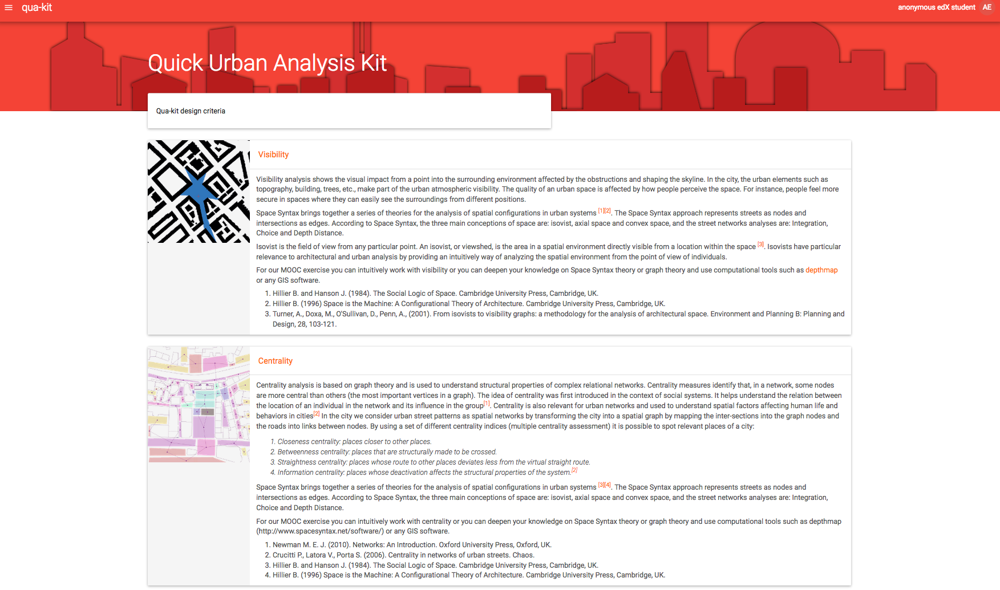 qua-kit
anonymous edX student AE
Quick Urban Analysis Kit
Qua-kit design criteria
Visibility
Visibility analysis shows the visual impact from a point into the surrounding environment affected by the obstructions and shaping the skyline. In the city, the urban elements such as
topography, building, trees, etc., make part of the urban atmospheric visibility. The quality of an urban space is affected by how people perceive the space. For instance, people feel more
secure in spaces where they can easily see the surroundings from different positions.
Space Syntax brings together a series of theories for the analysis of spatial configurations in urban systems [1][2]. The Space Syntax approach represents streets as nodes and
intersections as edges. According to Space Syntax, the three main conceptions of space are: isovist, axial space and convex space, and the street networks analyses are: Integration,
Choice and Depth Distance.
Isovist is the field of view from any particular point. An isovist, or viewshed, is the area in a spatial environment directly visible from a location within the space [3]. Isovists have particular
relevance to architectural and urban analysis by providing an intuitively way of analyzing the spatial environment from the point of view of individuals.
For our MOOC exercise you can intuitively work with visibility or you can deepen your knowledge on Space Syntax theory or graph theory and use computational tools such as depthmap
or any GIS software.
1. Hillier B. and Hanson J. (1984). The Social Logic of Space. Cambridge University Press, Cambridge, UK.
2. Hillier B. (1996) Space is the Machine: A Configurational Theory of Architecture. Cambridge University Press, Cambridge, UK.
3. Turner, A., Doxa, M., O'Sullivan, D., Penn, A., (2001). From isovists to visibility graphs: a methodology for the analysis of architectural space. Environment and Planning B: Planning and
Design, 28, 103-121.
Centrality
Centrality analysis is based on graph theory and is used to understand structural properties of complex relational networks. Centrality measures identify that, in a network, some nodes
are more central than others (the most important vertices in a graph). The idea of centrality was first introduced in the context of social systems. It helps understand the relation between
the location of an individual in the network and its influence in the group[1]. Centrality is also relevant for urban networks and used to understand spatial factors affecting human life and
behaviors in cities[2] In the city we consider urban street patterns as spatial networks by transforming the city into a spatial graph by mapping the inter-sections into the graph nodes and
the roads into links between nodes. By using a set of different centrality indices (multiple centrality assessment) it is possible to spot relevant places of a city:
1. Closeness centrality: places closer to other places.
2. Betweenness centrality: places that are structurally made to be crossed.
3. Straightness centrality: places whose route to other places deviates less from the virtual straight route.
4. Information centrality: places whose deactivation affects the structural properties of the system.[2]
Space Syntax brings together a series of theories for the analysis of spatial configurations in urban systems [3][4]. The Space Syntax approach represents streets as nodes and
intersections as edges. According to Space Syntax, the three main conceptions of space are: isovist, axial space and convex space, and the street networks analyses are: Integration,
Choice and Depth Distance.
For our MOOC exercise you can intuitively work with centrality or you can deepen your knowledge on Space Syntax theory or graph theory and use computational tools such as depthmap
(http://www.spacesyntax.net/software/) or any GIS software.
1. Newman M. E. J. (2010). Networks: An Introduction. Oxford University Press, Oxford, UK.
2. Crucitti P., Latora V., Porta S. (2006). Centrality in networks of urban streets. Chaos.
3. Hillier B. and Hanson J. (1984). The Social Logic of Space. Cambridge University Press, Cambridge, UK.
4. Hillier B. (1996) Space is the Machine: A Configurational Theory of Architecture. Cambridge University Press, Cambridge, UK.